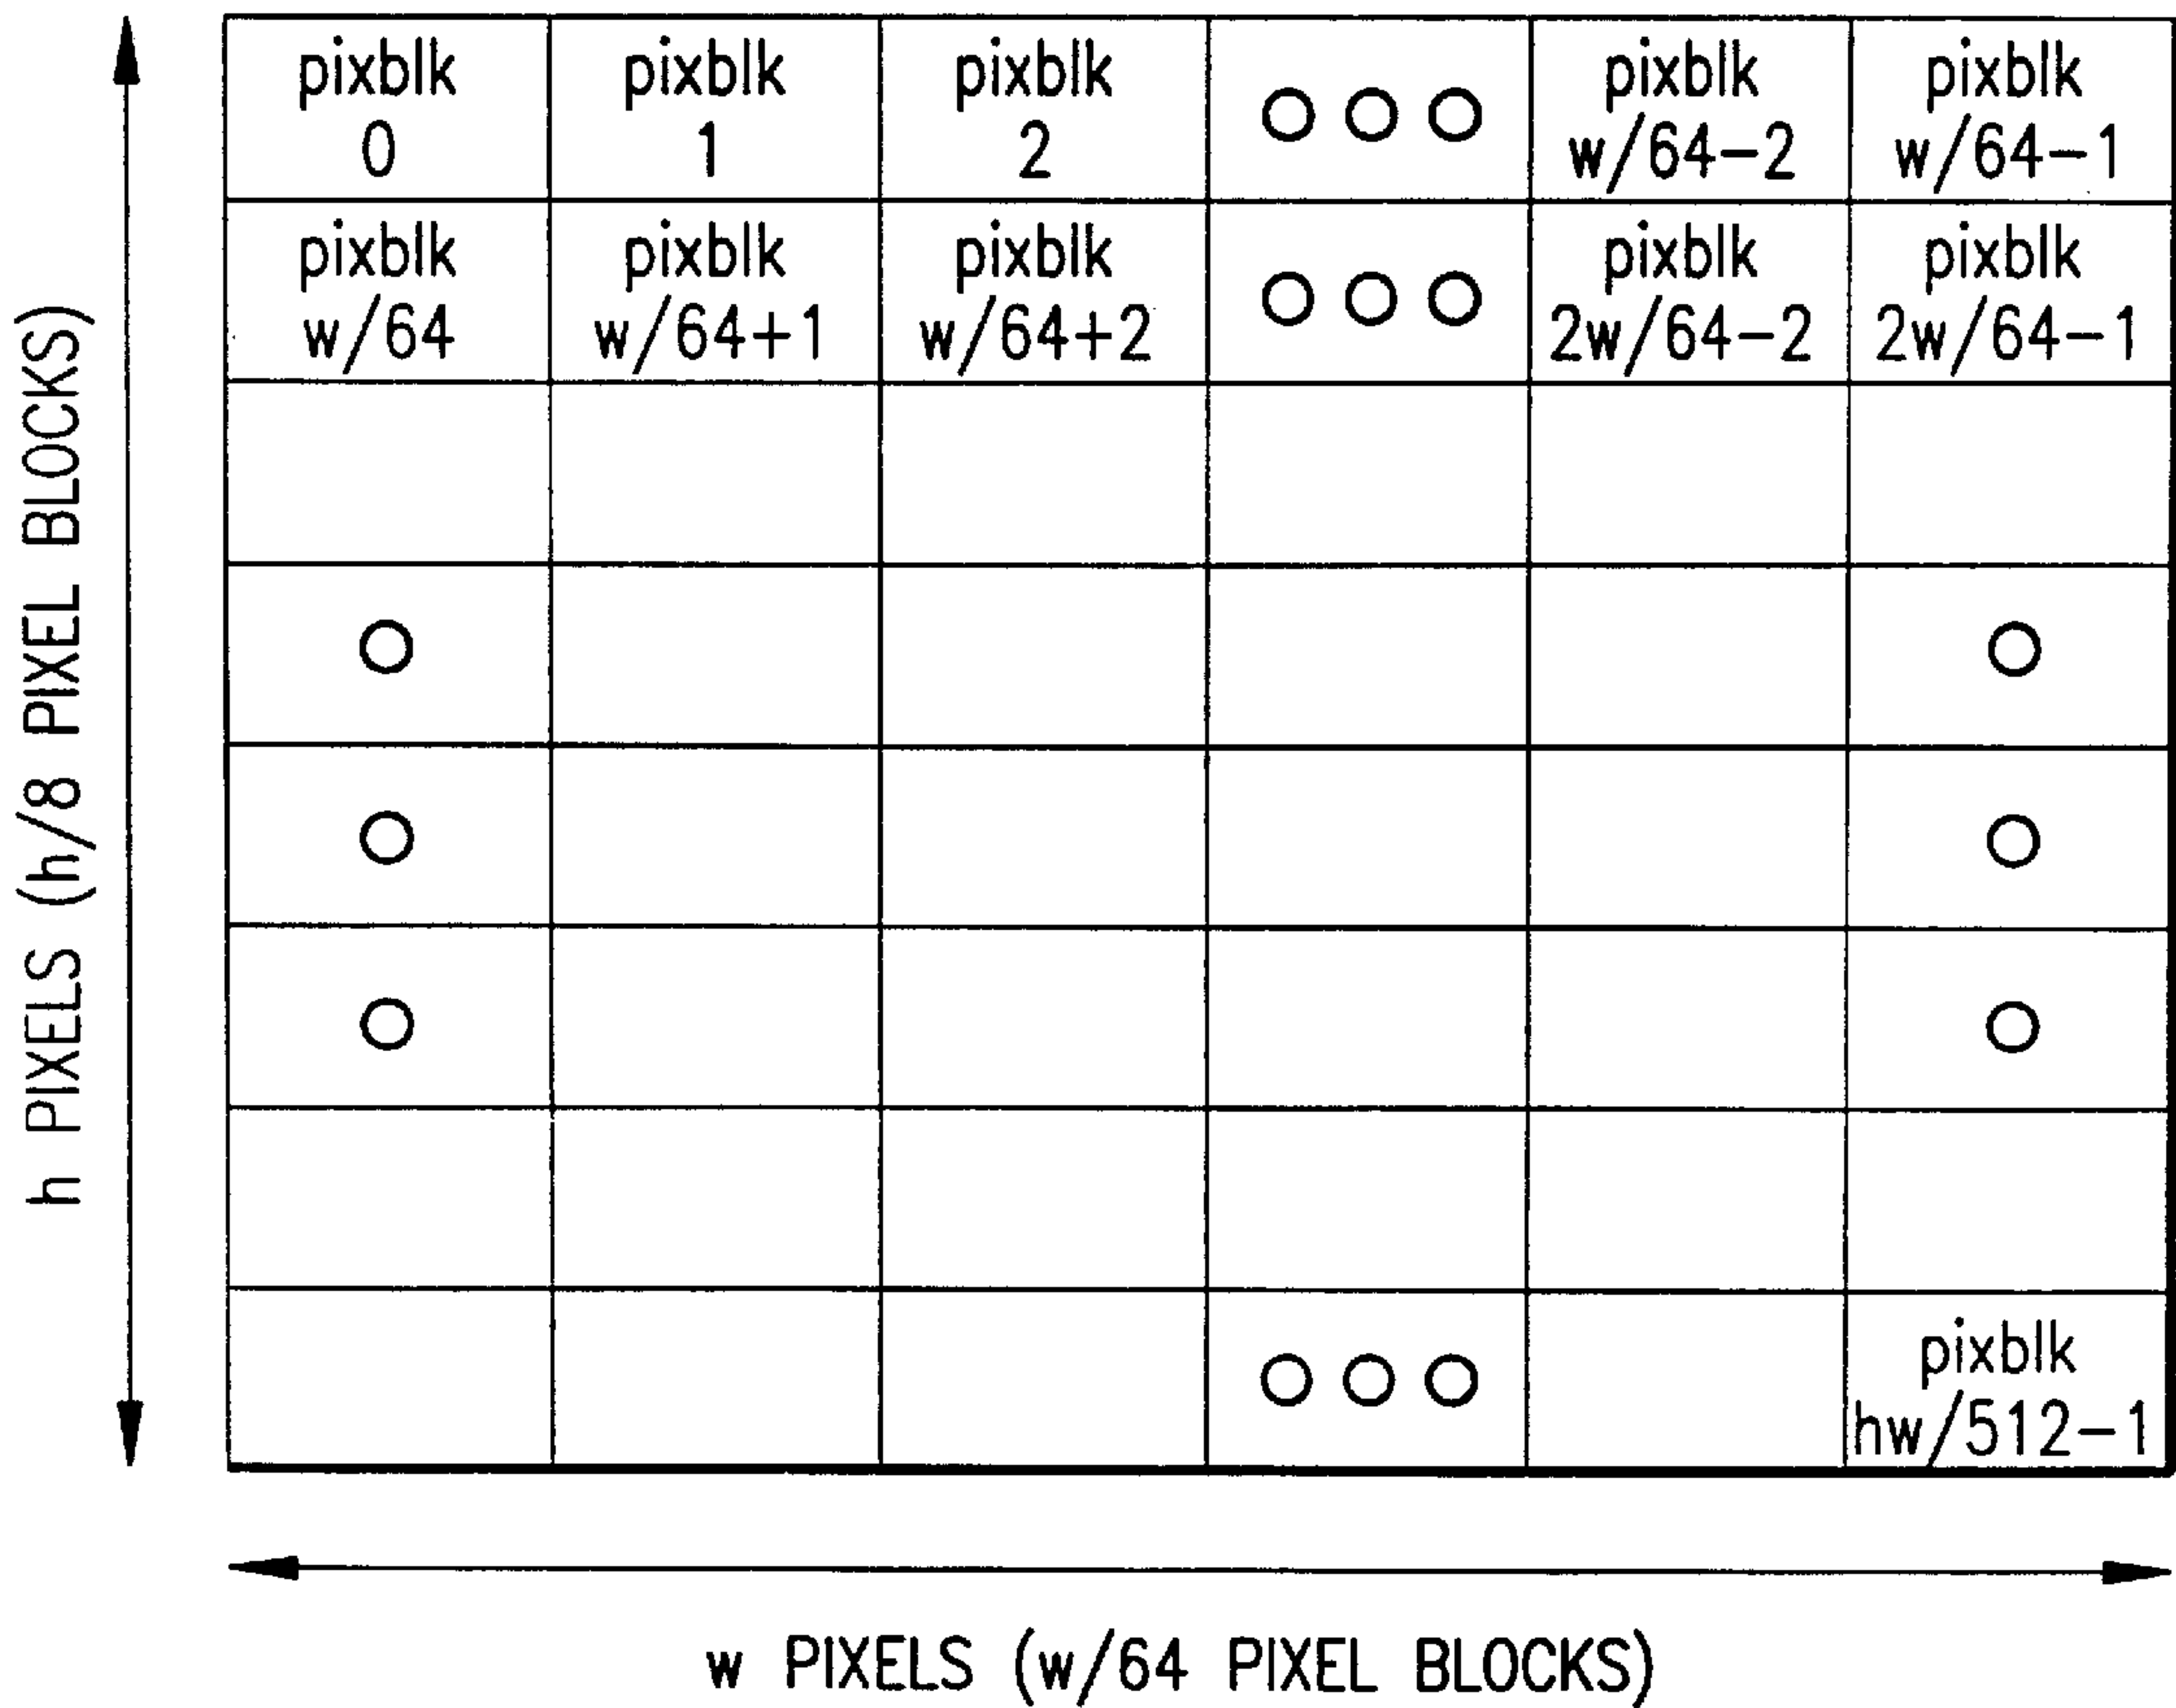 pixblk
0
pixblk
1
pixblk
2
pixblk
w/64-2
pixblk
w/64-1
pixblk
w/64
pixblk
w/64+1
pixblk
w/64+2
pixblk
2w/64-2
pixblk
2w/64-1
pixblk
hw/512-1
h PIXELS (h/8 PIXEL BLOCKS)
w PIXELS (w/64 PIXEL BLOCKS)